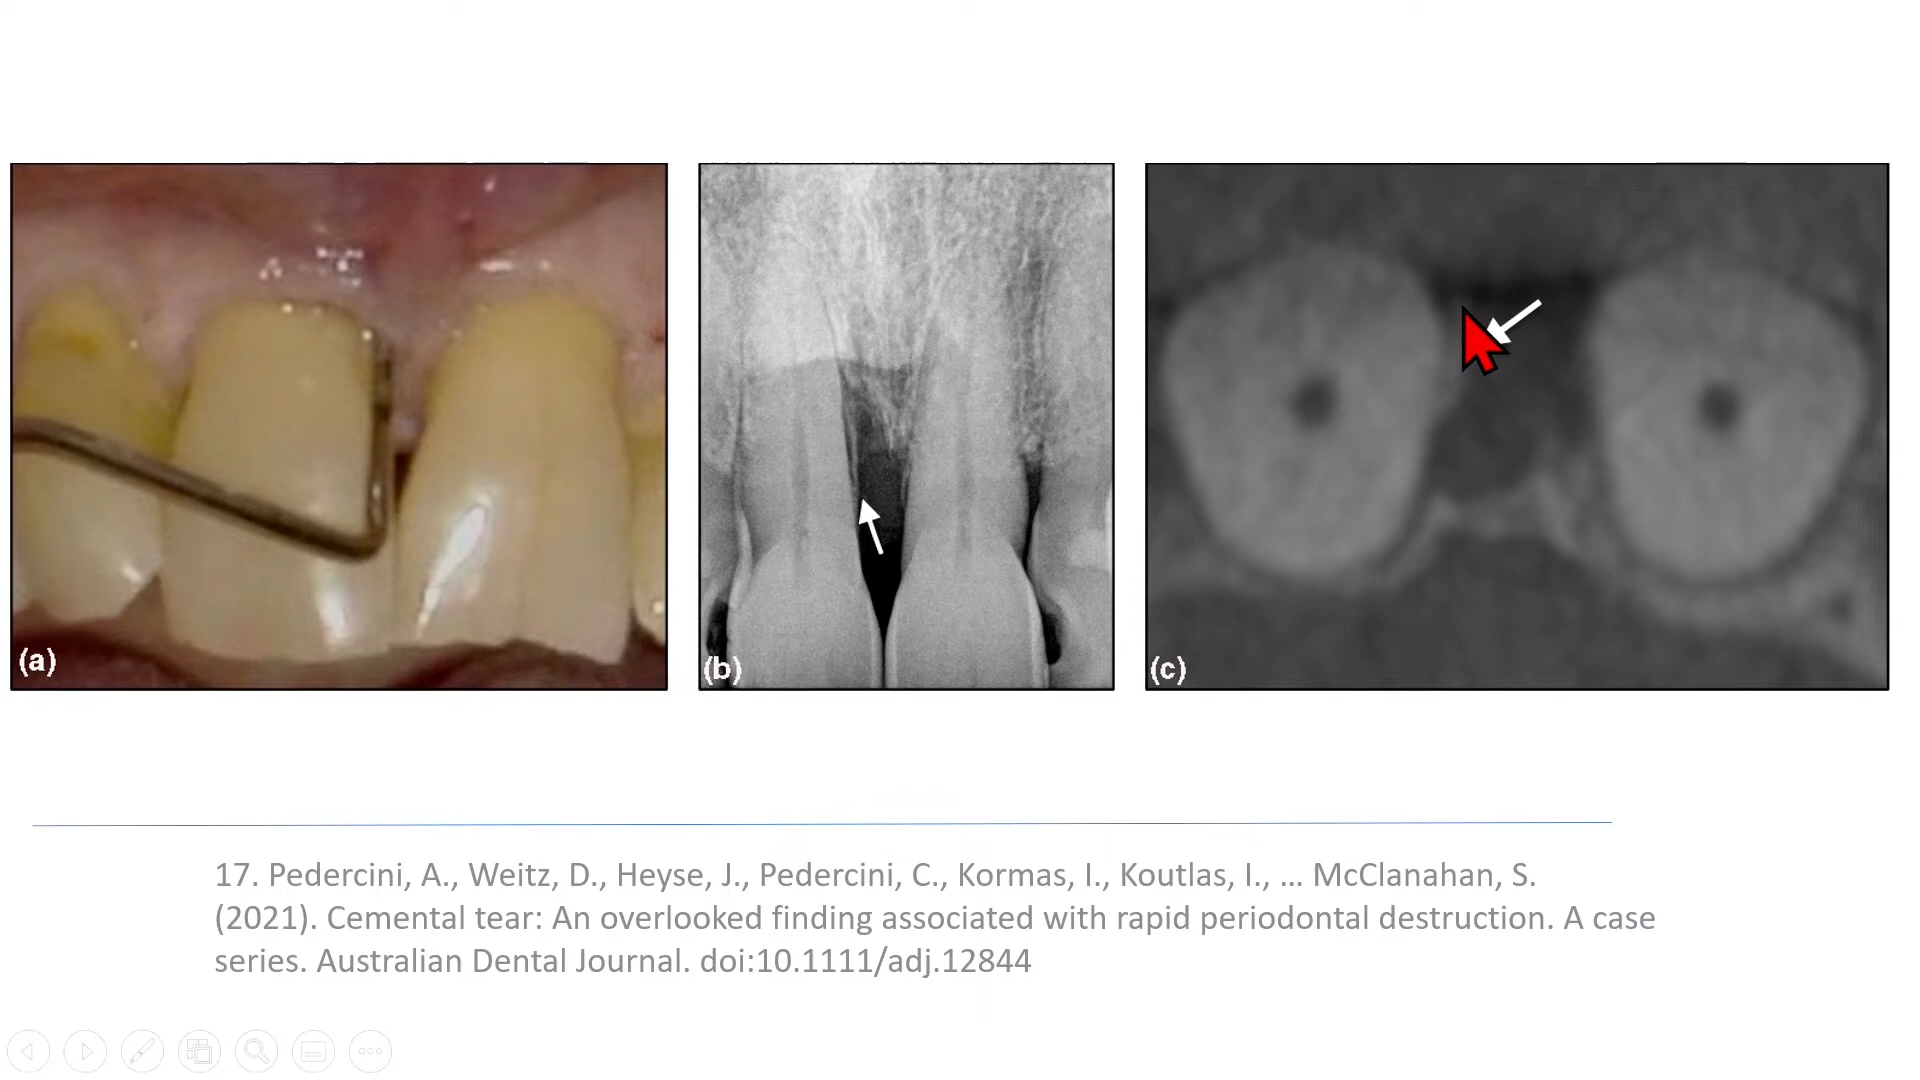 (a)
(b)
(c)
17. Pedercini, A., Weitz, D., Heyse, J., Pedercini, C., Kormas, I., Koutlas, I., ... McClanahan, S.
(2021). Cemental tear: An overlooked finding associated with rapid periodontal destruction. A case
series. Australian Dental Journal. doi:10.1111/adj.12844